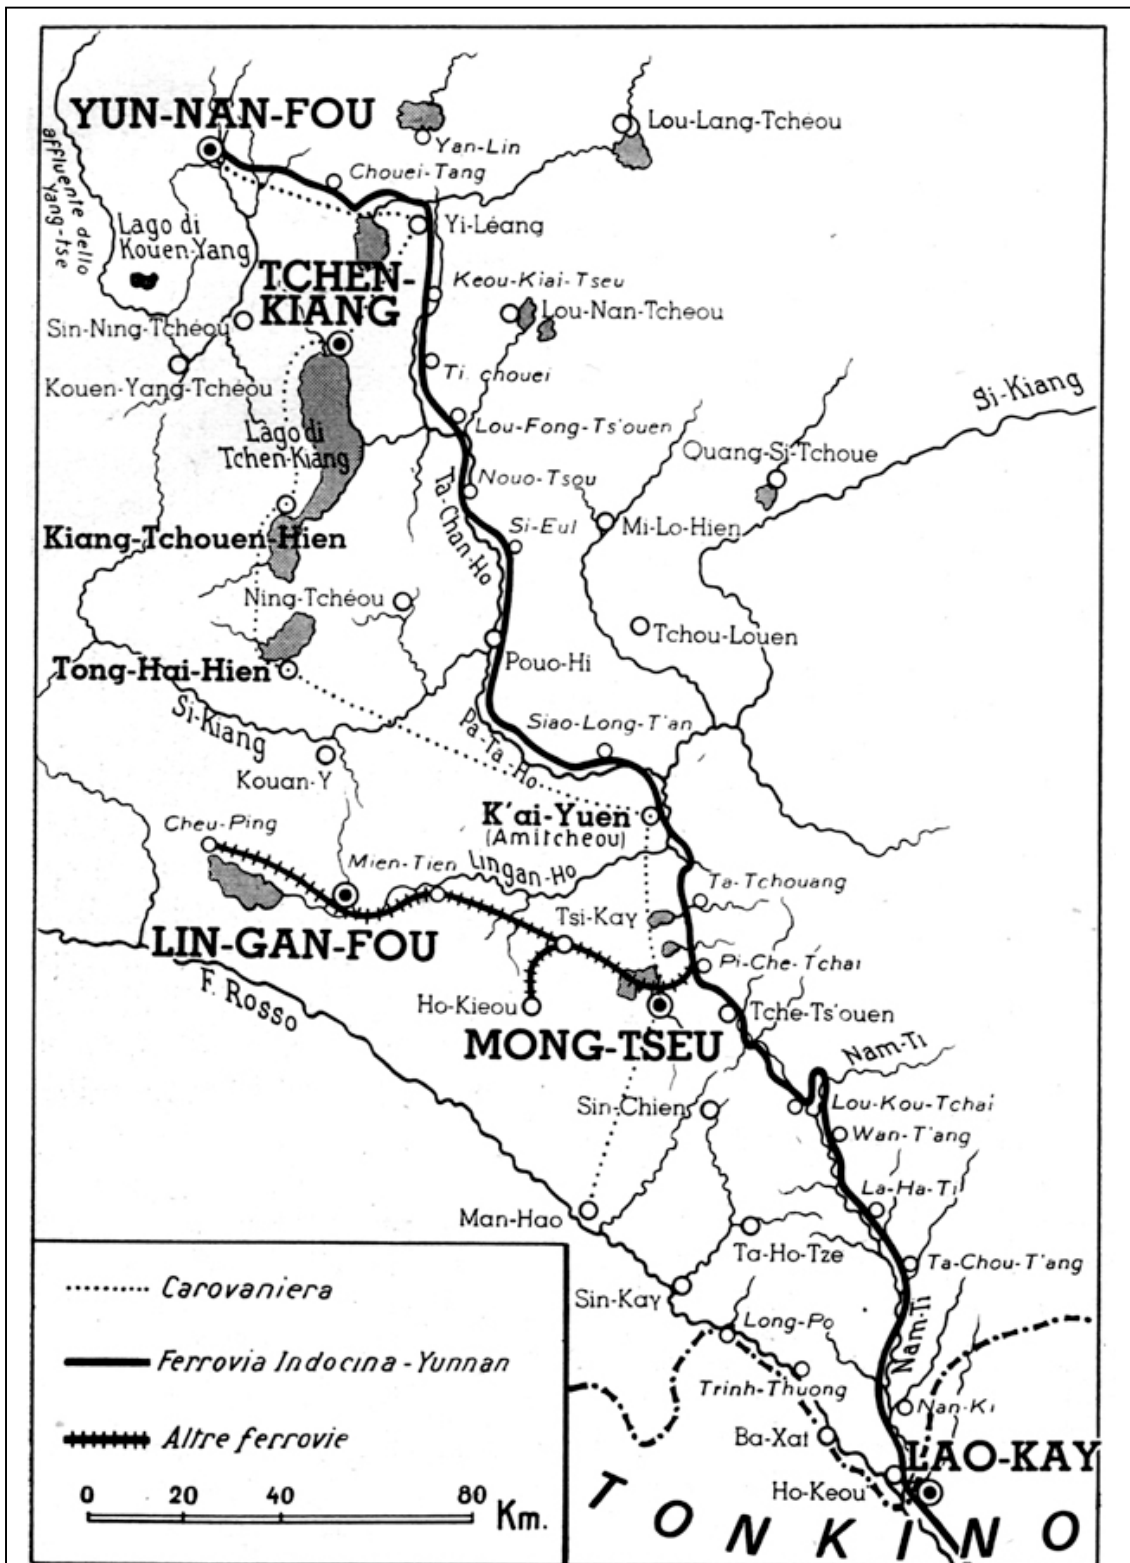 YUN-NAN-FOU
Yan-Lin
Lou-Lang-Tchéou
Chouei-Tang
affluente dello
Yang-tse
Lago di
Kouen-Yang
Yi-Léang
TCHEN-
KIANG
Keou-Kiai-Tseu
Lou-Nan-Tcheou
Sin-Ning-Tchéou
Kouen-Yang-Tchéou
Ti. chouei
Si-Kiang
Lago di
Tchen-Kiang
Lou-Fong-Ts'ouen
Quang-Si-Tchoue
Nouo-Tsou
Ta-Chan-Ho
Si-Eul
Mi-Lo-Hien
Kiang-Tchouen-Hien
Ning-Tchéou
Tchou-Louen
Pouo-Hi
Tong-Hai-Hien
Si-Kiang
Pa-Ta-Ho
Siao-Long-T'an
Kouan-Y
K'ai-Yuen
(Amitcheou)
Cheu-Ping
Mien-Tien
Lingan-Ho
Ta-Tchouang
Tsi-Kay
LIN-GAN-FOU
Pi-Che-Tchai
F. Rosso
Ho-Kieou
Tche-Ts'ouen
MONG-TSEU
Nam-Ti
Sin-Chien
Lou-Kou-Tchai
Wan-T'ang
La-Ha-Ti
Man-Hao
Ta-Ho-Tze
Ta-Chou-T'ang
Sin-Kay
Long-Po
Nam-Ti
Trinh-Thuong
Nan-Ki
Ba-Xat
LAO-KAY
Ho-Keou
TONKINO
Carovaniera
Ferrovia Indocina-Yunnan
Altre ferrovie
0 20 40 80 Km.